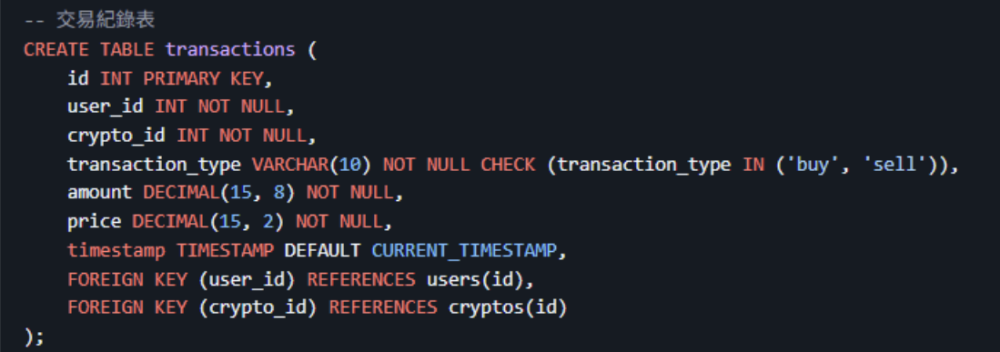 -- 交易紀錄表
CREATE TABLE transactions (
    id INT PRIMARY KEY,
    user_id INT NOT NULL,
    crypto_id INT NOT NULL,
    transaction_type VARCHAR(10) NOT NULL CHECK (transaction_type IN ('buy', 'sell')),
    amount DECIMAL(15, 8) NOT NULL,
    price DECIMAL(15, 2) NOT NULL,
    timestamp TIMESTAMP DEFAULT CURRENT_TIMESTAMP,
    FOREIGN KEY (user_id) REFERENCES users(id),
    FOREIGN KEY (crypto_id) REFERENCES cryptos(id)
);